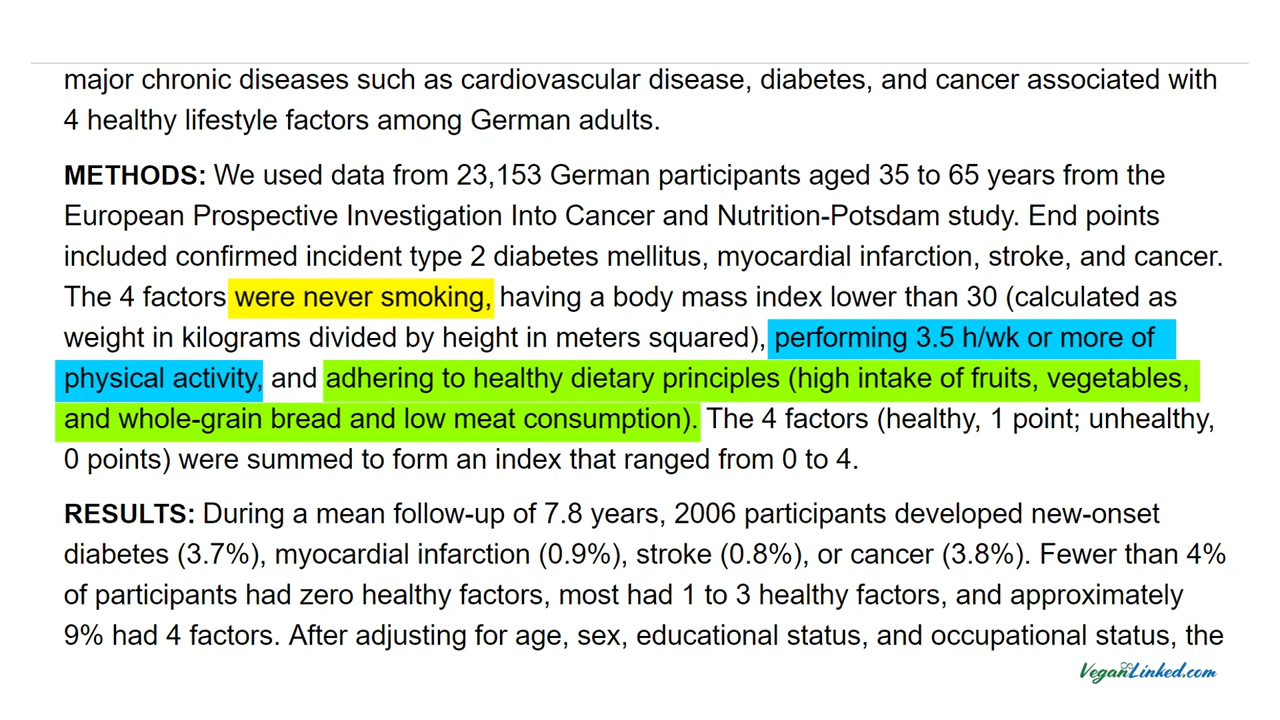 major chronic diseases such as cardiovascular disease, diabetes, and cancer associated with
4 healthy lifestyle factors among German adults.
METHODS: We used data from 23,153 German participants aged 35 to 65 years from the
European Prospective Investigation Into Cancer and Nutrition-Potsdam study. End points
included confirmed incident type 2 diabetes mellitus, myocardial infarction, stroke, and cancer.
The 4 factors were never smoking, having a body mass index lower than 30 (calculated as
weight in kilograms divided by height in meters squared), performing 3.5 h/wk or more of
physical activity, and adhering to healthy dietary principles (high intake of fruits, vegetables,
and whole-grain bread and low meat consumption). The 4 factors (healthy, 1 point; unhealthy,
0 points) were summed to form an index that ranged from 0 to 4.
RESULTS: During a mean follow-up of 7.8 years, 2006 participants developed new-onset
diabetes (3.7%), myocardial infarction (0.9%), stroke (0.8%), or cancer (3.8%). Fewer than 4%
of participants had zero healthy factors, most had 1 to 3 healthy factors, and approximately
9% had 4 factors. After adjusting for age, sex, educational status, and occupational status, the
VeganLinked.com